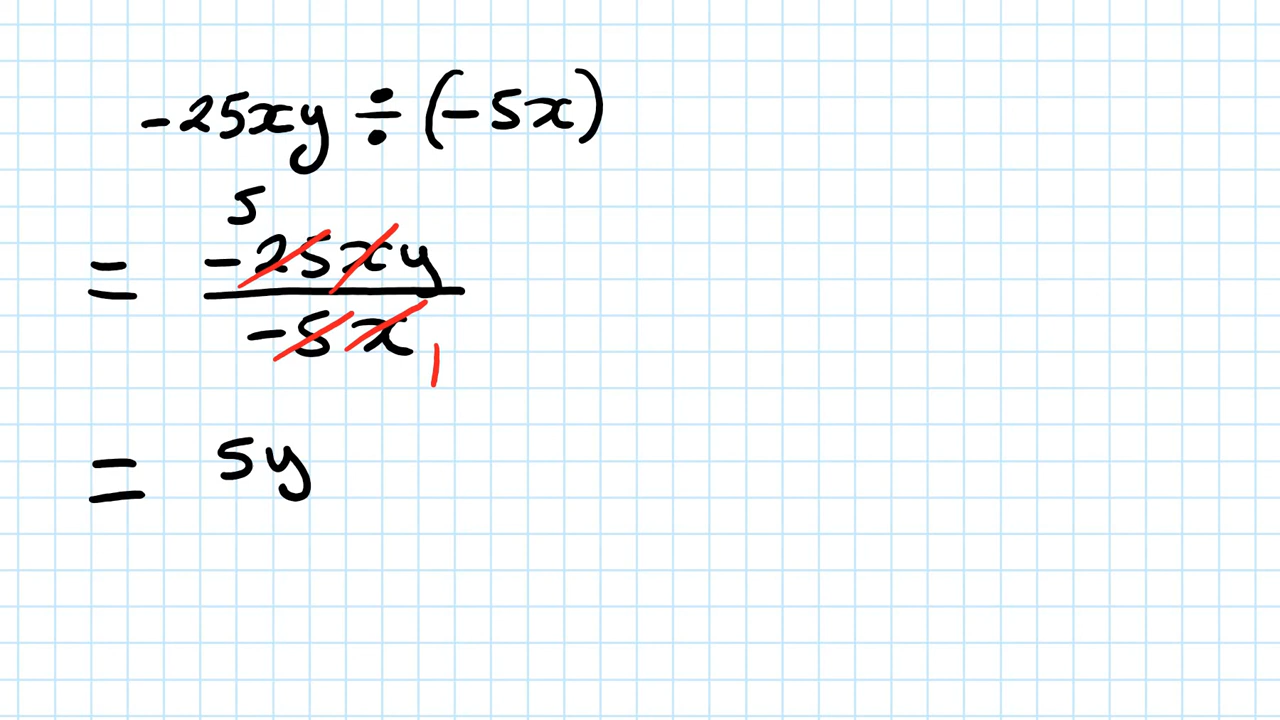 -25xy ÷ (-5x)
5
= -25xy
-5x 1
= 5y